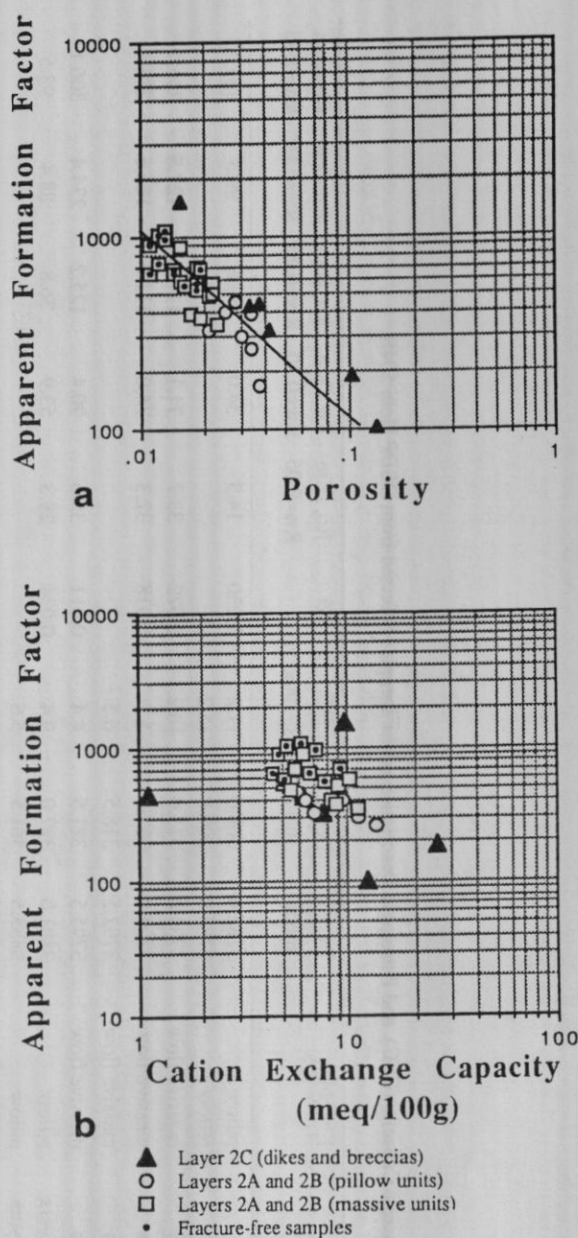 Apparent Formation Factor
10000
1000
100
.01
.1
1
Porosity
a
Apparent Formation Factor
10000
1000
100
10
1
10
100
Cation Exchange Capacity
(meq/100g)
b
Layer 2C (dikes and breccias)
Layers 2A and 2B (pillow units)
Layers 2A and 2B (massive units)
Fracture-free samples